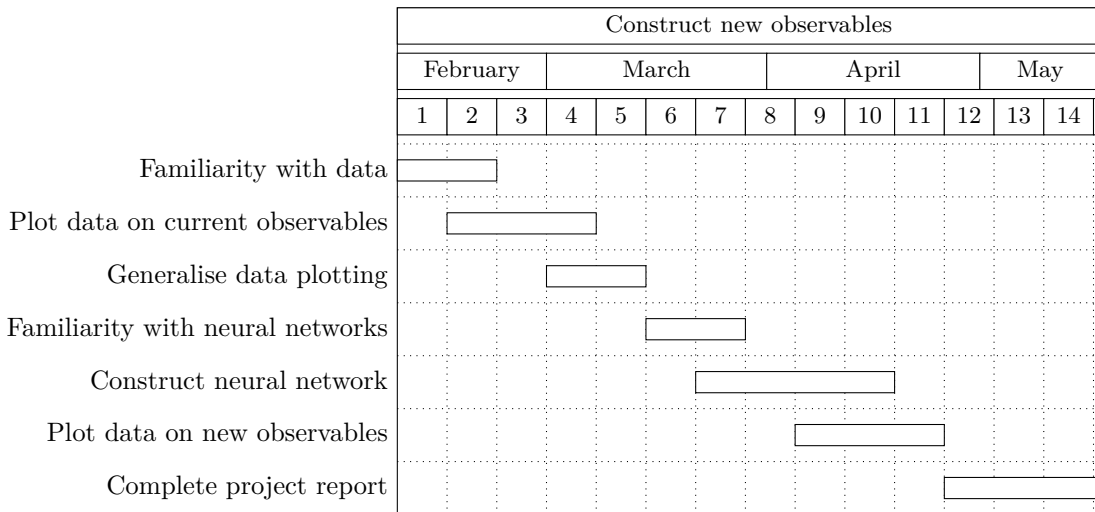 Construct new observables
February March April May
1 2 3 4 5 6 7 8 9 10 11 12 13 14
Familiarity with data
Plot data on current observables
Generalise data plotting
Familiarity with neural networks
Construct neural network
Plot data on new observables
Complete project report